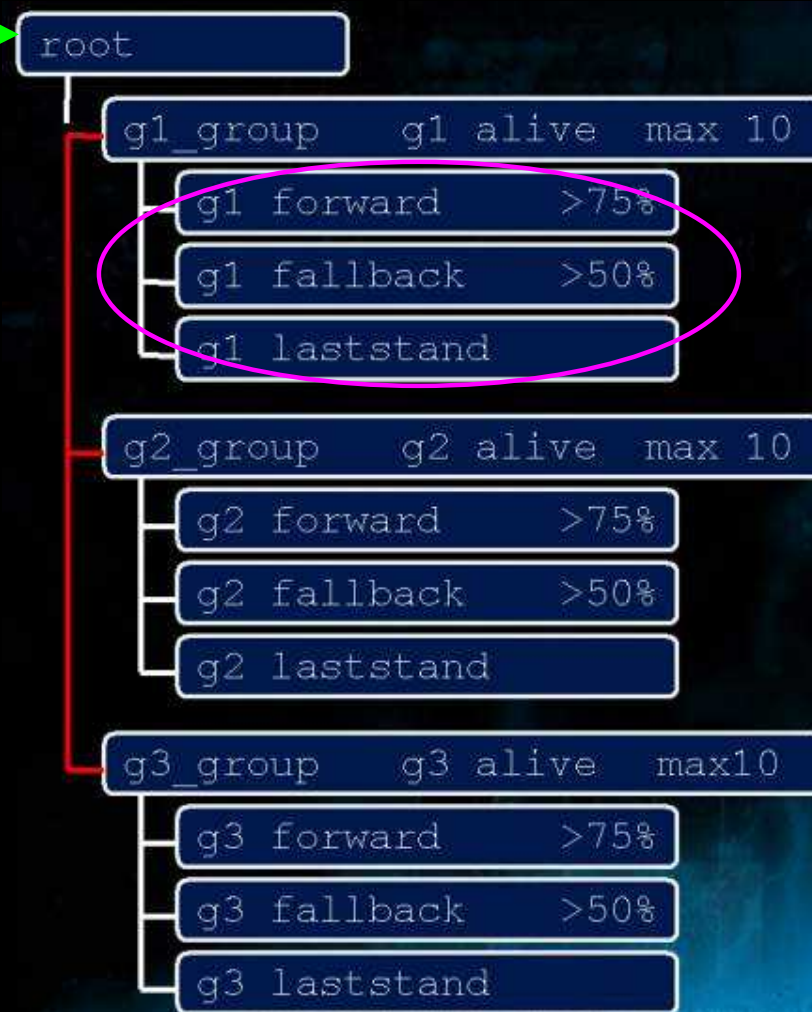 root
g1_group g1 alive max 10
g1 forward >75%
g1 fallback >50%
g1 laststand
g2_group g2 alive max 10
g2 forward >75%
g2 fallback >50%
g2 laststand
g3_group g3 alive max10
g3 forward >75%
g3 fallback >50%
g3 laststand